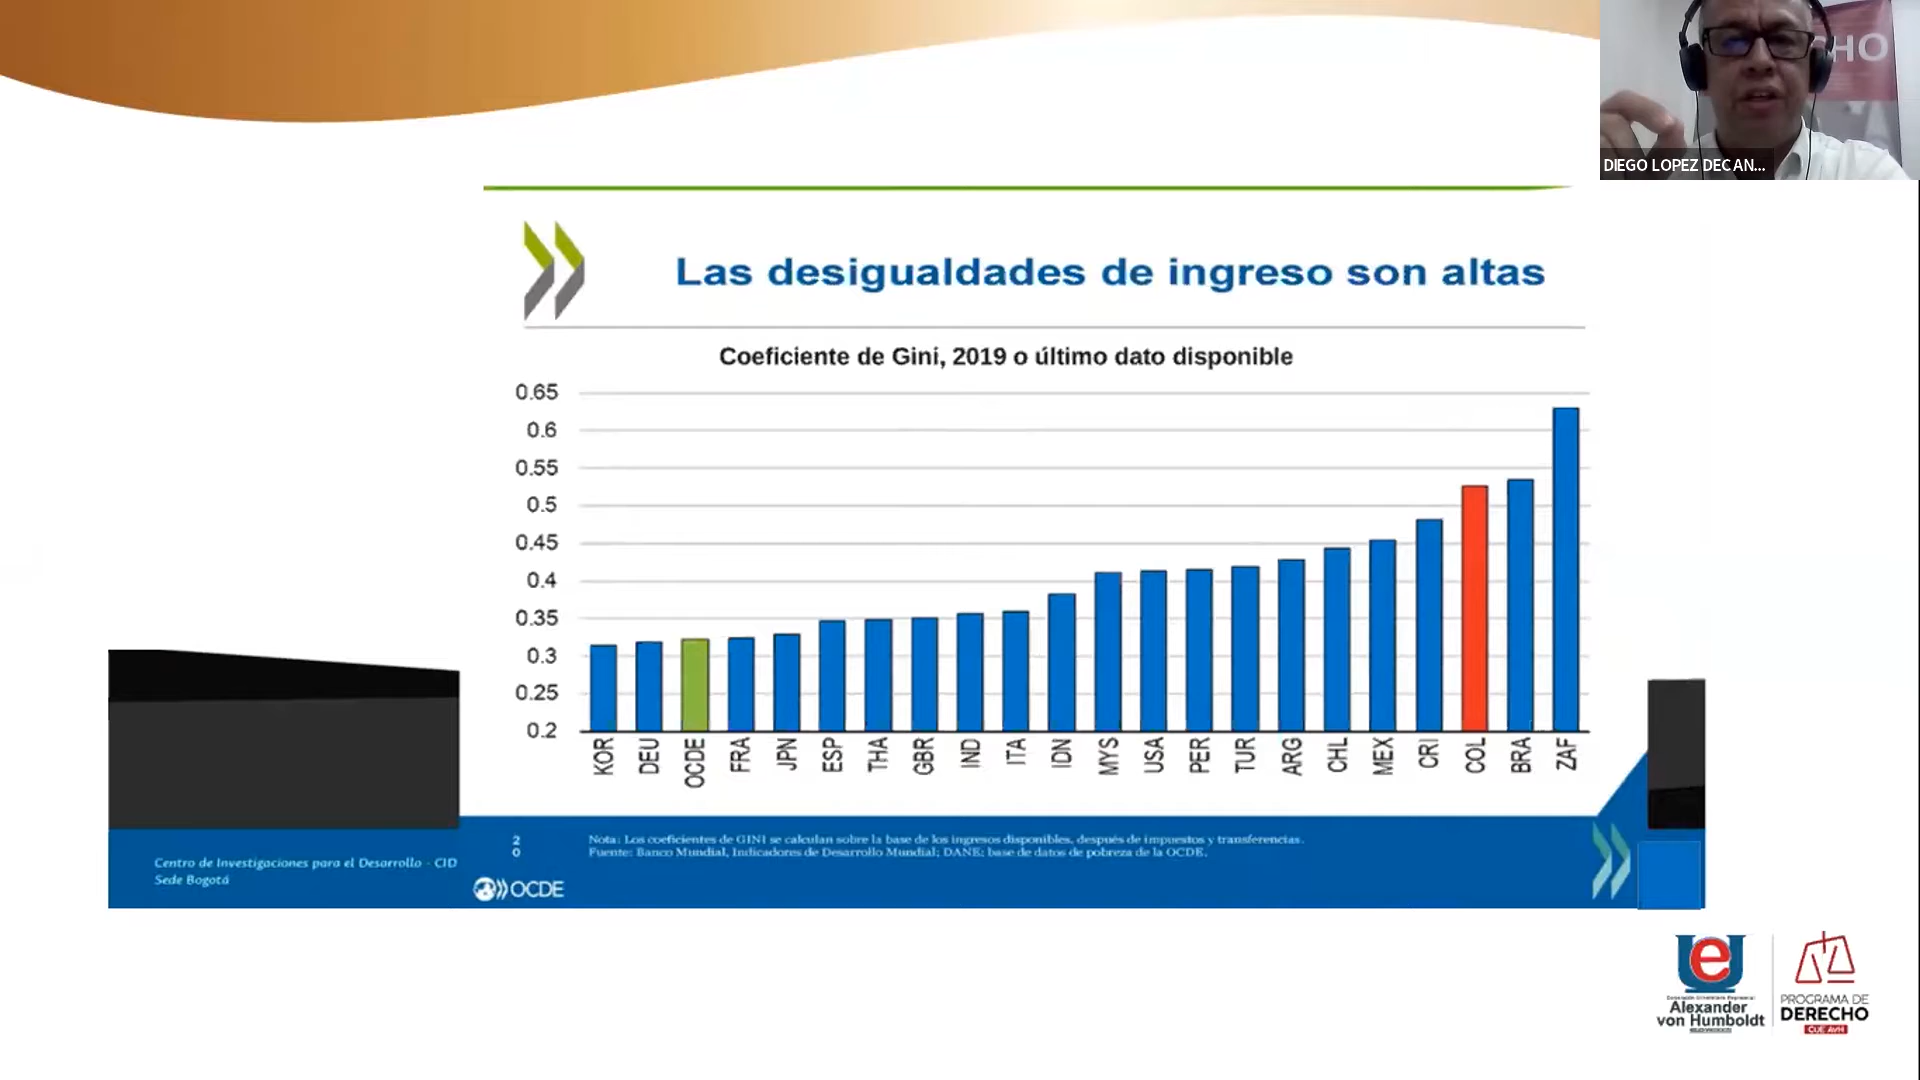 HO
DIEGO LOPEZ DECAN...
Las desigualdades de ingreso son altas
Coeficiente de Gini, 2019 o último dato disponible
0.65
0.6
0.55
0.5
0.45
0.4
0.35
0.3
0.25
0.2
KOR DEU OCDE FRA JPN ESP THA GBR IND ITA IDN MYS USA PER TUR ARG CHL MEX CRI COL BRA ZAF
2
0
Nota: Los coeficientes de GINI se calculan sobre la base de los ingresos disponibles, después de impuestos y transferencias.
Fuente: Banco Mundial, Indicadores de Desarrollo Mundial; DANE; base de datos de pobreza de la OCDE.
Centro de Investigaciones para el Desarrollo - CID
Sede Bogotá
OCDE
Alexander
von Humboldt
PROGRAMA DE
DERECHO
CUE AVH